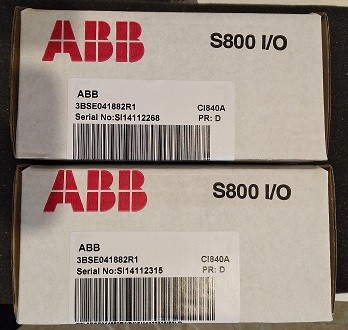 ABB
S800 I/O
ABB
3BSE041882R1 CI840A
Serial No:SI14112268 PR: D
ABB
S800 I/O
ABB
3BSE041882R1 CI840A
Serial No:SI14112315 PR: D